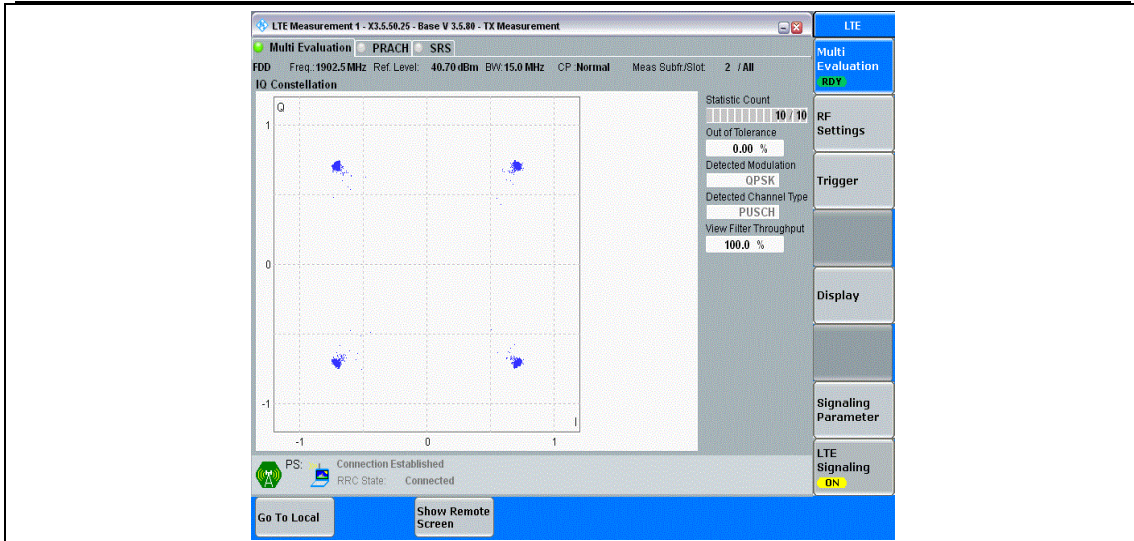 LTE Measurement 1 - X3.5.50.25 - Base V 3.5.80 - TX Measurement
LTE
Multi Evaluation PRACH SRS
FDD Freq.:1902.5 MHz Ref. Level: 40.70 dBm BW:15.0 MHz CP :Normal Meas Subfr./Slot: 2 / All
IQ Constellation
Q
1
0
-1
-1 0 1
I
Statistic Count
10 / 10
Out of Tolerance
0.00 %
Detected Modulation
QPSK
Detected Channel Type
PUSCH
View Filter Throughput
100.0 %
Multi
Evaluation
RDY
RF
Settings
Trigger
Display
Signaling
Parameter
LTE
Signaling
ON
PS: Connection Established
RRC State: Connected
Go To Local
Show Remote
Screen